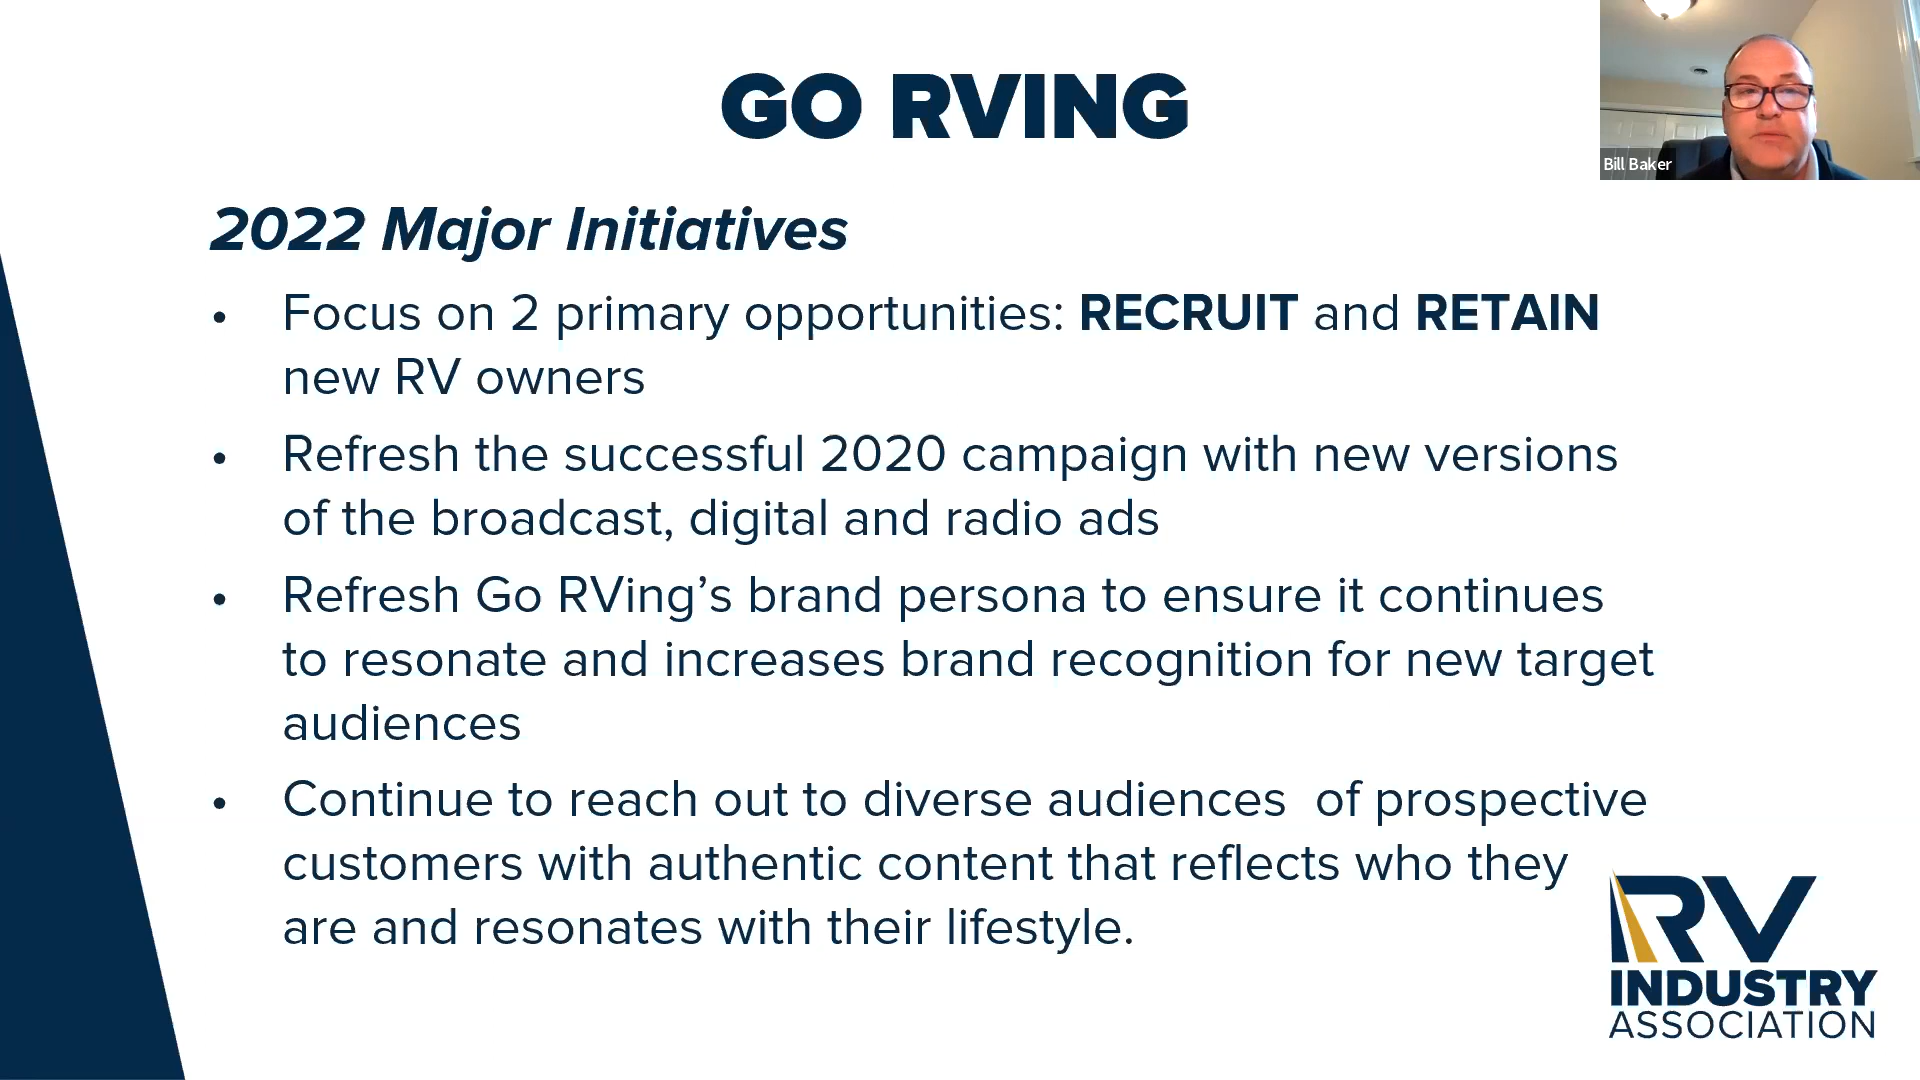 GO RVING
Bill Baker
2022 Major Initiatives
• Focus on 2 primary opportunities: RECRUIT and RETAIN
new RV owners
• Refresh the successful 2020 campaign with new versions
of the broadcast, digital and radio ads
• Refresh Go RVing’s brand persona to ensure it continues
to resonate and increases brand recognition for new target
audiences
• Continue to reach out to diverse audiences  of prospective
customers with authentic content that reflects who they
are and resonates with their lifestyle.
RV
INDUSTRY
ASSOCIATION